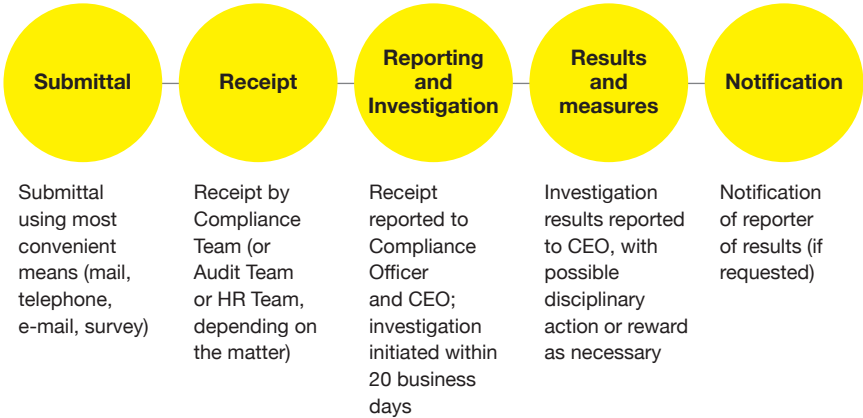 Submittal
Receipt
Reporting
and
Investigation
Results
and
measures
Notification
Submittal
using most
convenient
means (mail,
telephone,
e-mail, survey)
Receipt by
Compliance
Team (or
Audit Team
or HR Team,
depending on
the matter)
Receipt
reported to
Compliance
Officer
and CEO;
investigation
initiated within
20 business
days
Investigation
results reported
to CEO, with
possible
disciplinary
action or reward
as necessary
Notification
of reporter
of results (if
requested)